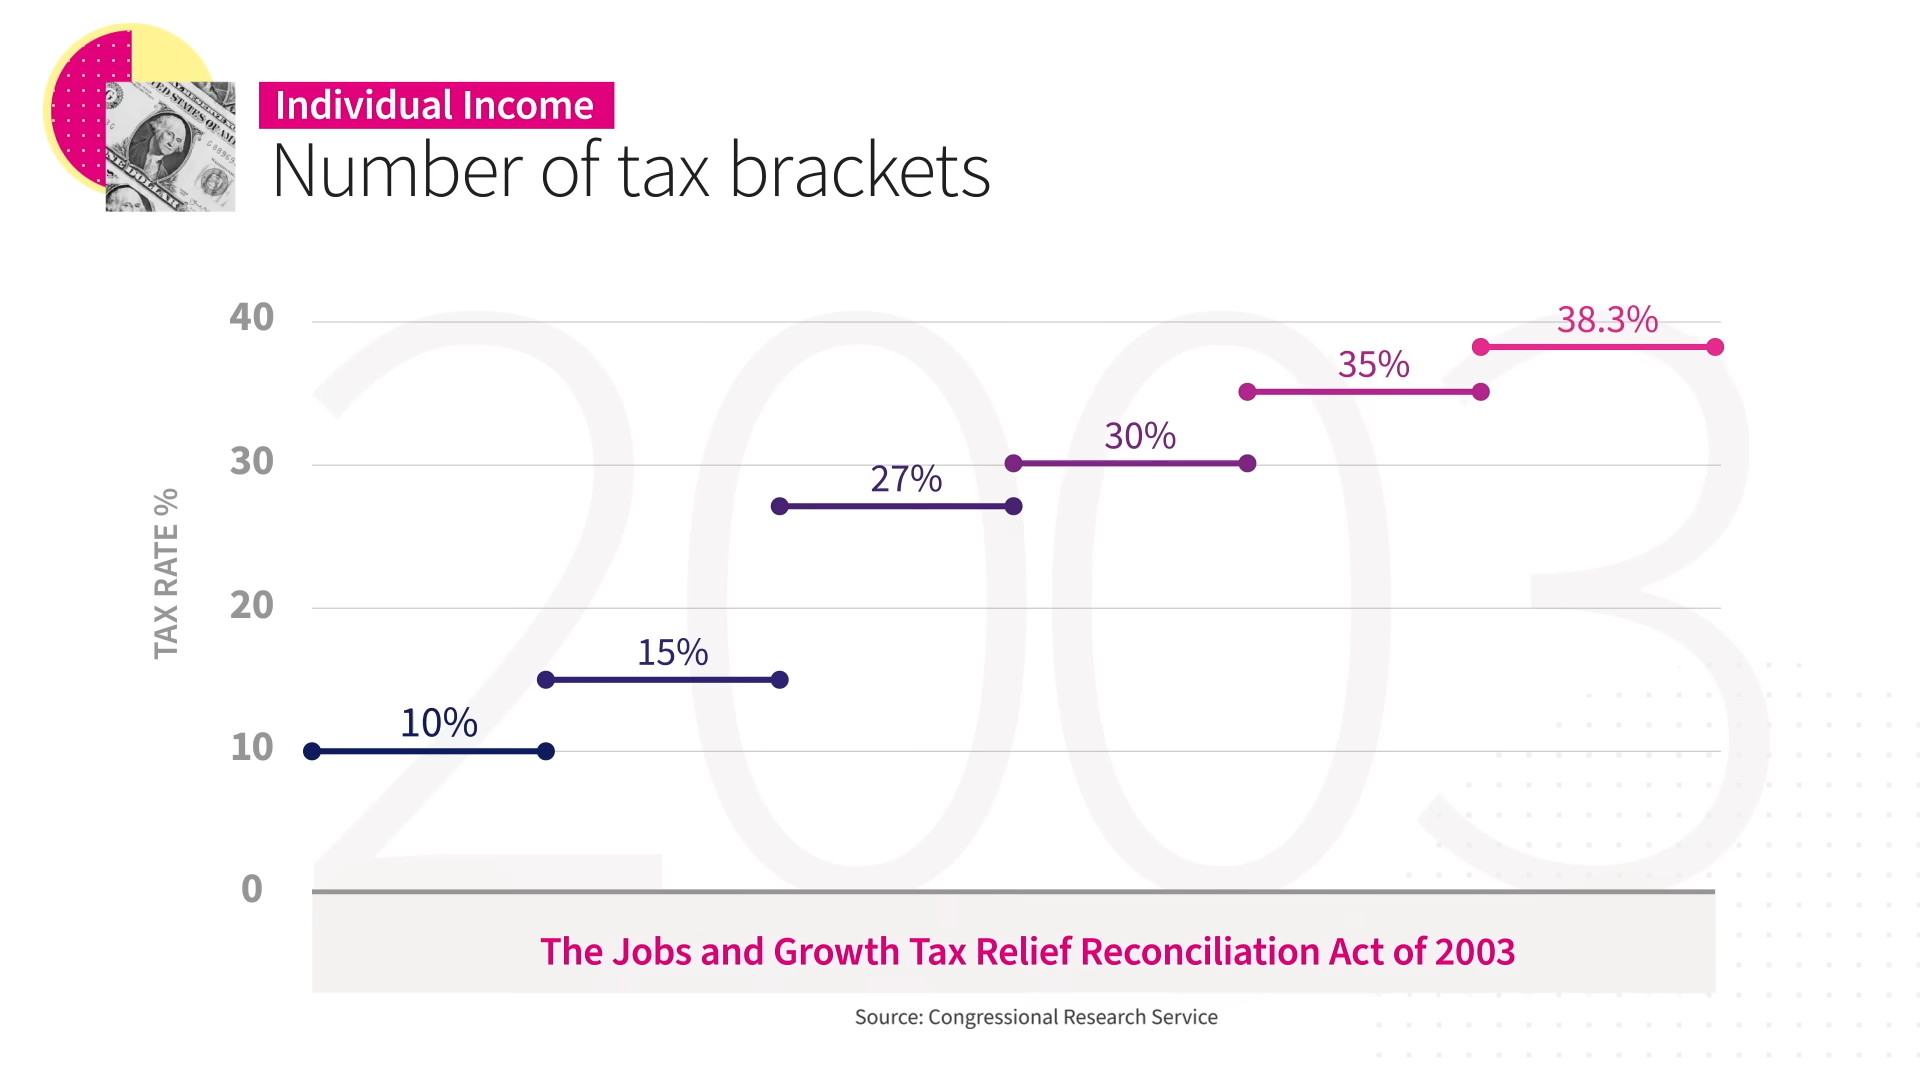 Individual Income
Number of tax brackets
2003
TAX RATE %
40
30
20
10
0
10%
15%
27%
30%
35%
38.3%
The Jobs and Growth Tax Relief Reconciliation Act of 2003
Source: Congressional Research Service